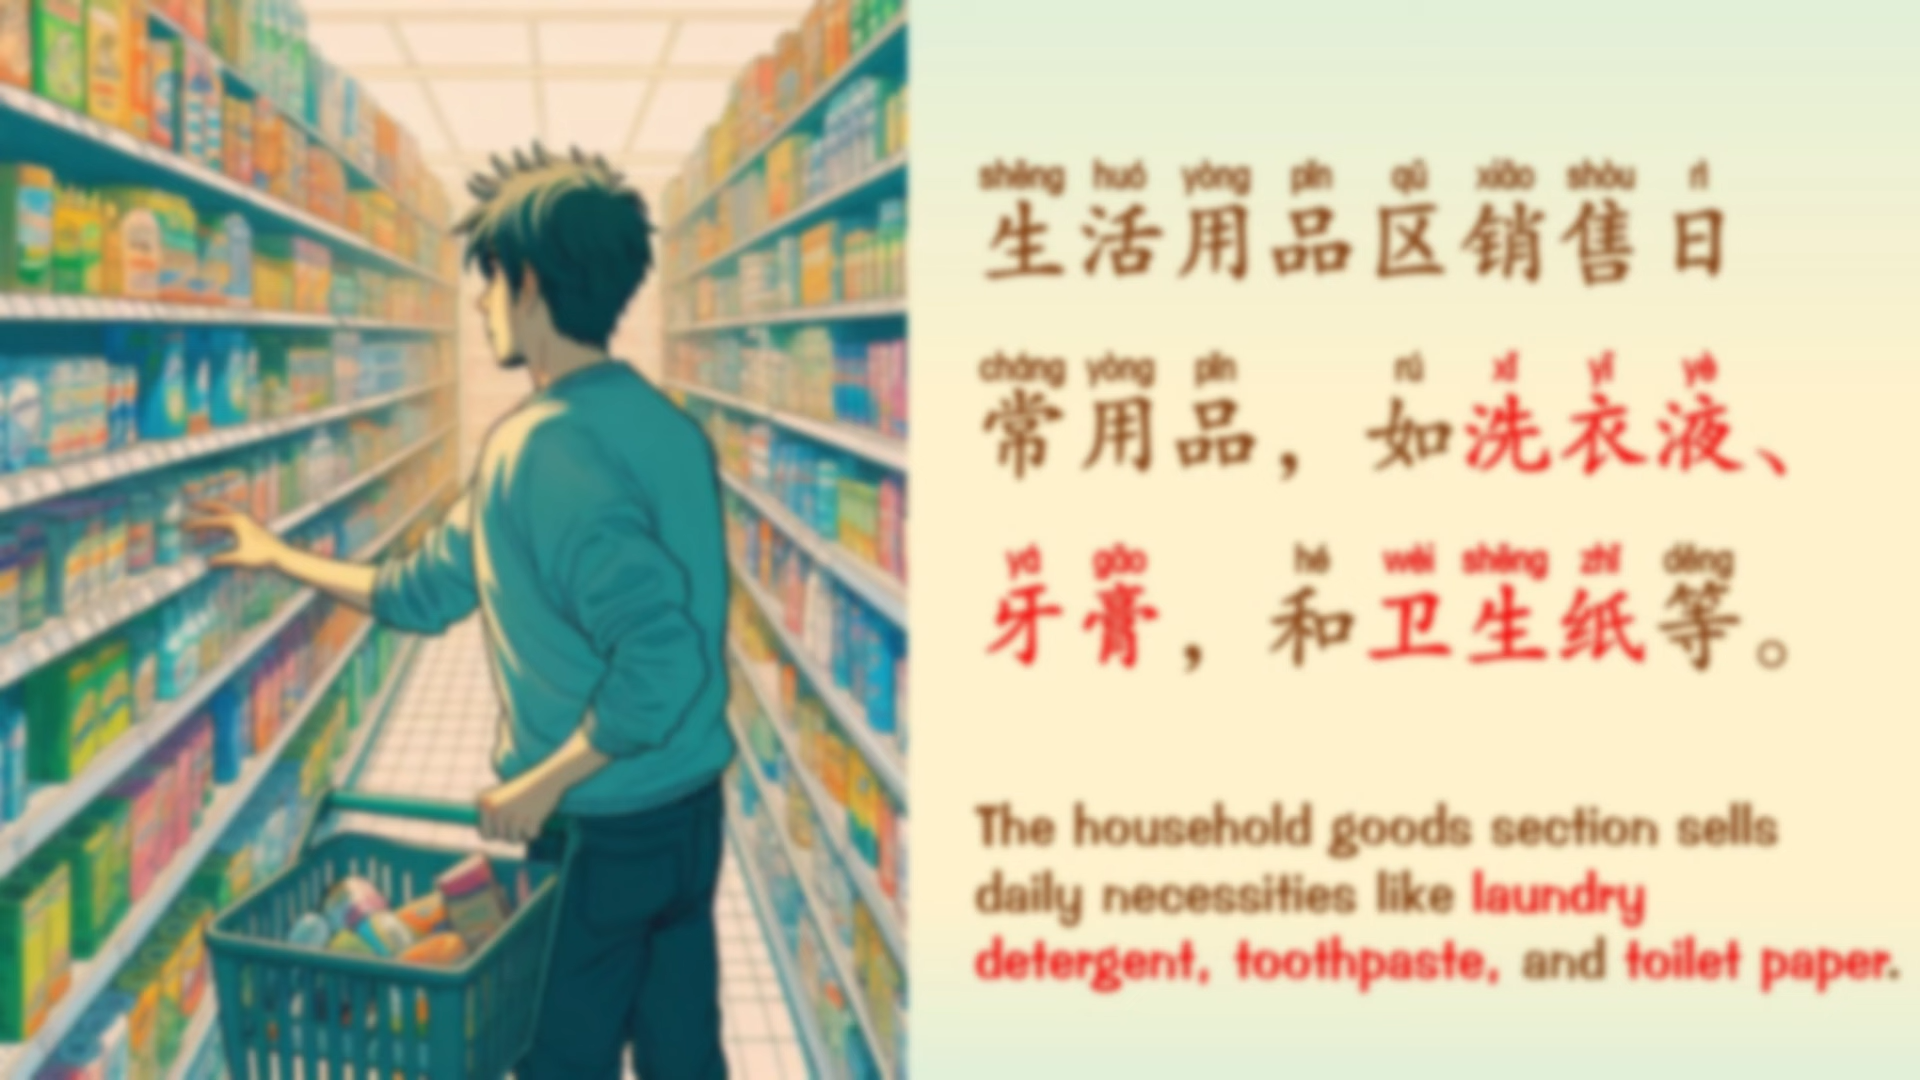 shēng huó yòng pǐn qū xiāo shòu rì
生活用品区销售日
cháng yòng pǐn rú xǐ yī yè
常用品，如洗衣液、
yá gāo hé wèi shēng zhǐ děng
牙膏，和卫生纸等。
The household goods section sells
daily necessities like laundry
detergent, toothpaste, and toilet paper.